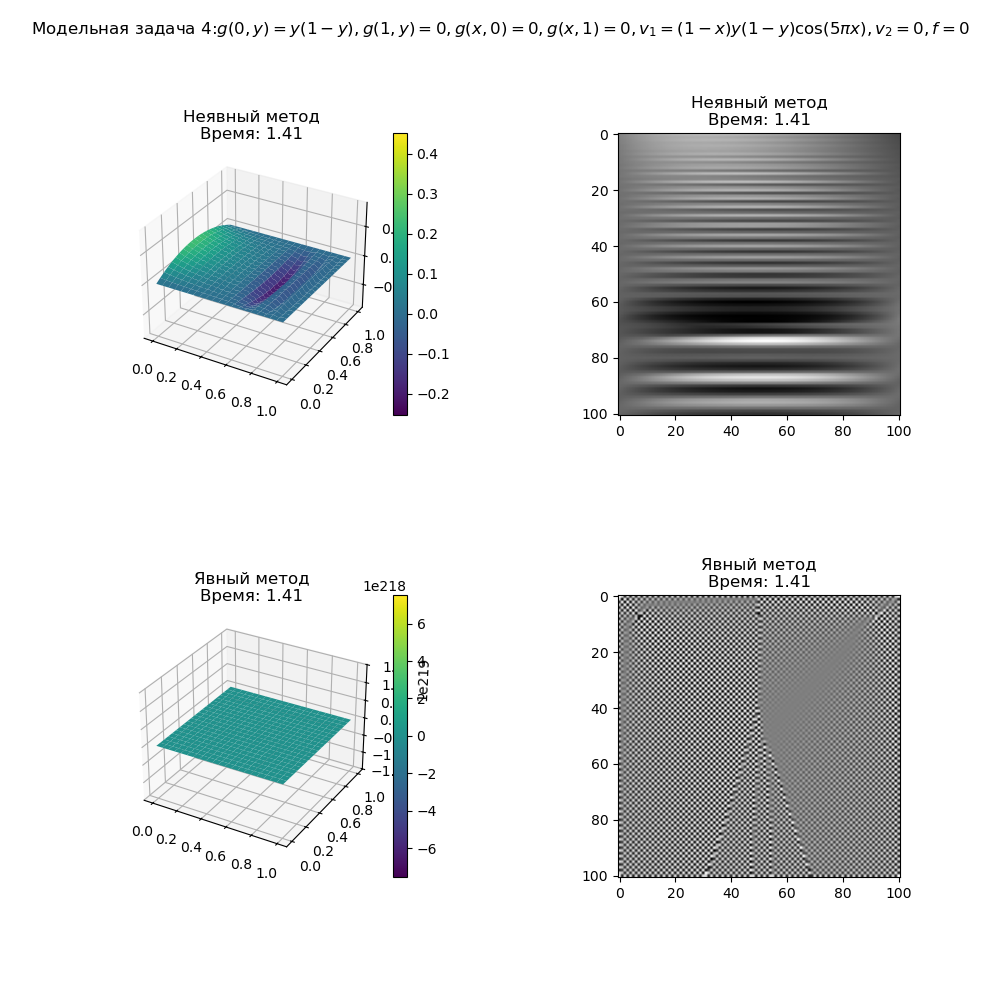 Модельная задача 4:g(0, y) = y(1 − y), g(1, y) = 0, g(x, 0) = 0, g(x, 1) = 0, v₁ = (1 − x)y(1 − y)cos(5πx), v₂ = 0, f = 0
Неявный метод
Время: 1.41
0.4
0.3
0.2
0.1
0.0
−0.1
−0.2
0.0 0.2 0.4 0.6 0.8 1.0
0.0 0.2 0.4 0.6 0.8 1.0
Неявный метод
Время: 1.41
0
20
40
60
80
100
0 20 40 60 80 100
Явный метод
Время: 1.41
1e218
6
4
2
0
−2
−4
−6
1e219
0.0 0.2 0.4 0.6 0.8 1.0
0.0 0.2 0.4 0.6 0.8 1.0
Явный метод
Время: 1.41
0
20
40
60
80
100
0 20 40 60 80 100